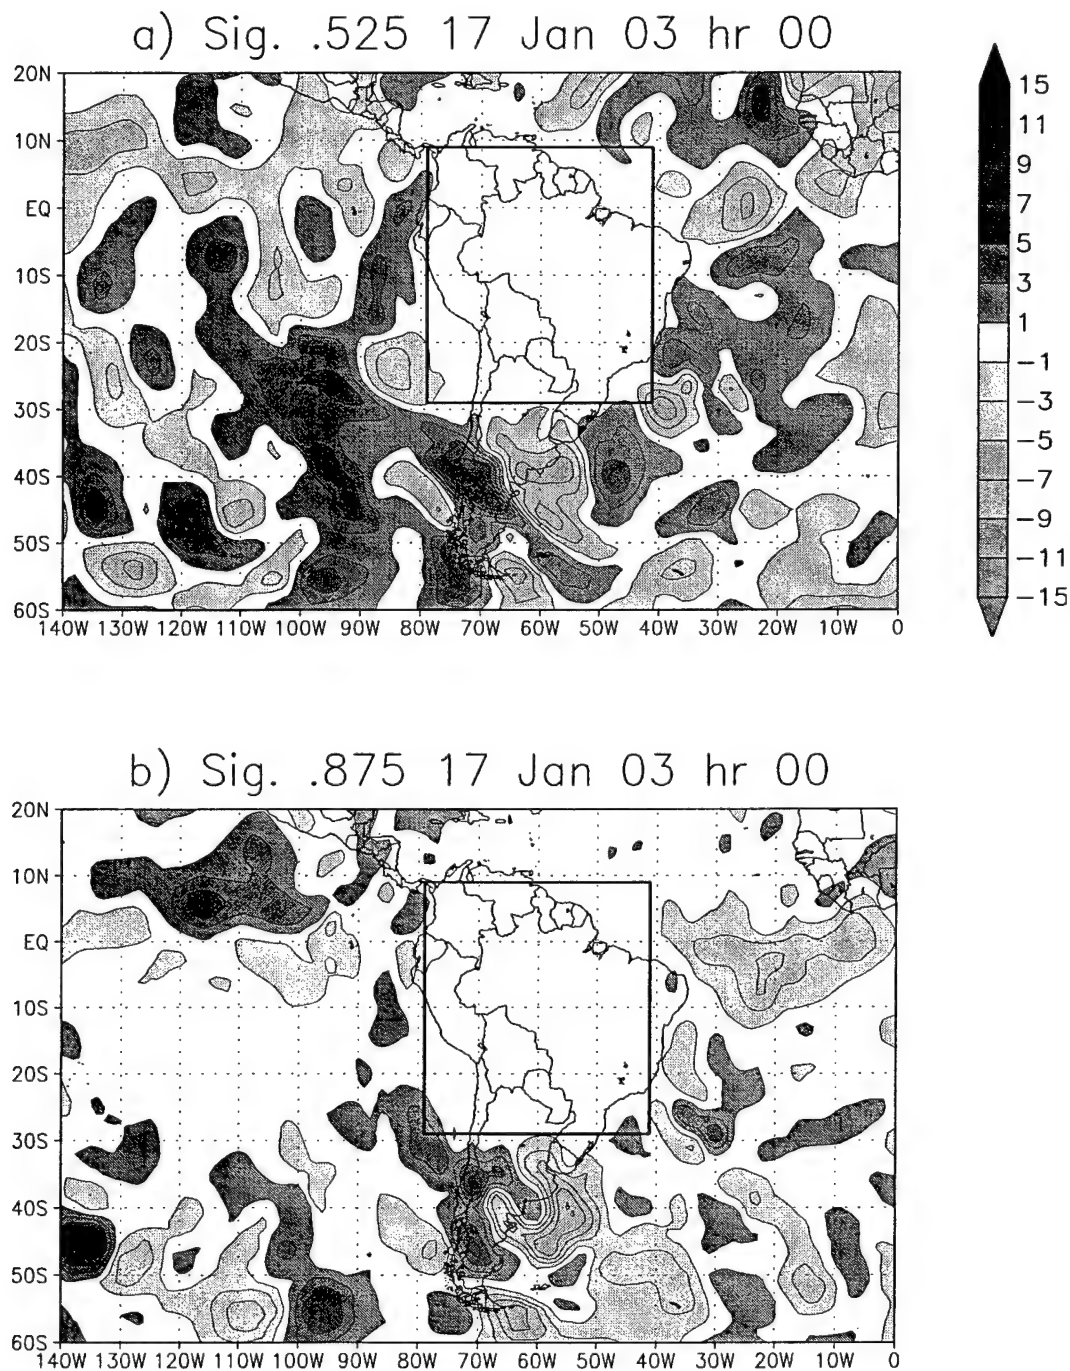 a) Sig. .525 17 Jan 03 hr 00
20N
10N
EQ
10S
20S
30S
40S
50S
60S
140W 130W 120W 110W 100W 90W 80W 70W 60W 50W 40W 30W 20W 10W 0
15
11
9
7
5
3
1
-1
-3
-5
-7
-9
-11
-15
b) Sig. .875 17 Jan 03 hr 00
20N
10N
EQ
10S
20S
30S
40S
50S
60S
140W 130W 120W 110W 100W 90W 80W 70W 60W 50W 40W 30W 20W 10W 0